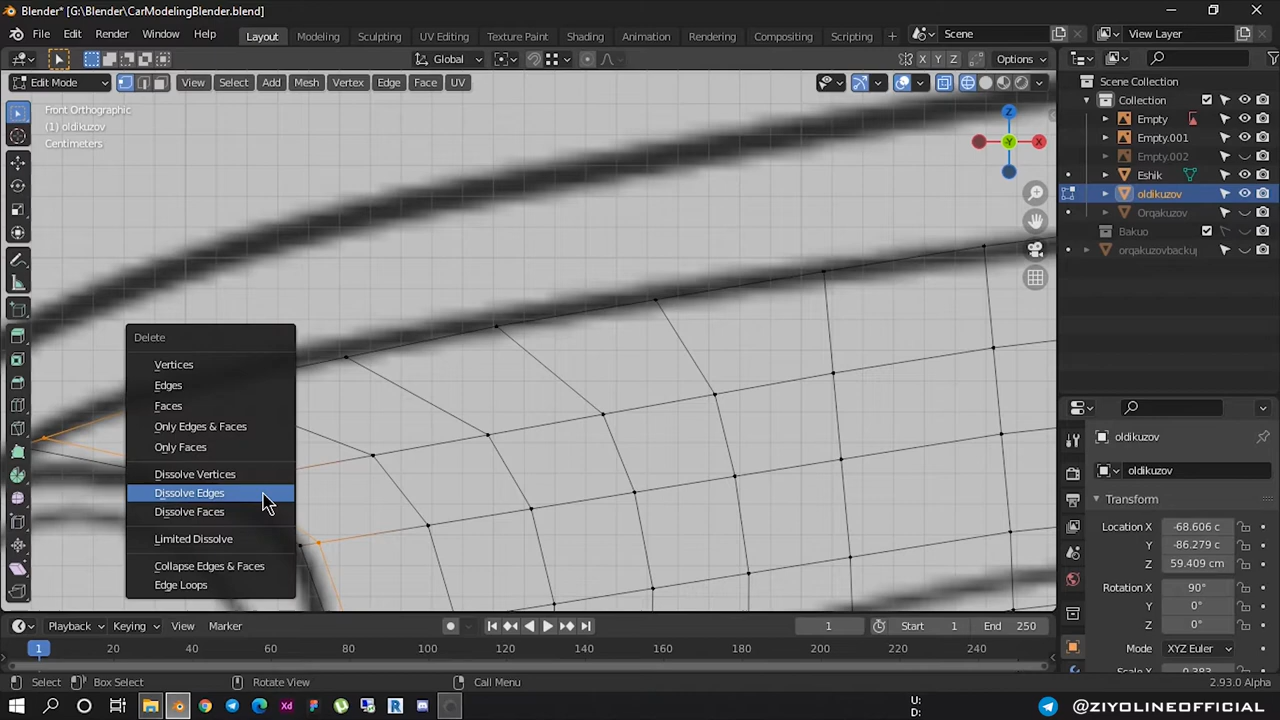 Blender* [G:\Blender\CarModelingBlender.blend]
File Edit Render Window Help Layout Modeling Sculpting UV Editing Texture Paint Shading Animation Rendering Compositing Scripting + Scene View Layer
Global X Y Z Options
Edit Mode View Select Add Mesh Vertex Edge Face UV
Front Orthographic
(1) oldikuzov
Centimeters
Z
Y
X
Scene Collection
Collection
Empty
Empty.001
Empty.002
Eshik
oldikuzov
Orqakuzov
Bakuo
orqakuzovbackup
Delete
Vertices
Edges
Faces
Only Edges & Faces
Only Faces
Dissolve Vertices
Dissolve Edges
Dissolve Faces
Limited Dissolve
Collapse Edges & Faces
Edge Loops
oldikuzov
oldikuzov
Transform
Location X -68.606 c
Y -86.279 c
Z 59.409 cm
Rotation X 90°
Y 0°
Z 0°
Mode XYZ Euler
Scale X 0.383
Playback Keying View Marker 1 Start 1 End 250
1 20 40 60 80 100 120 140 160 180 200 220 240
Select Box Select Rotate View Call Menu 2.93.0 Alpha
Xd R U:
D:
@ZIYOLINEOFFICIAL